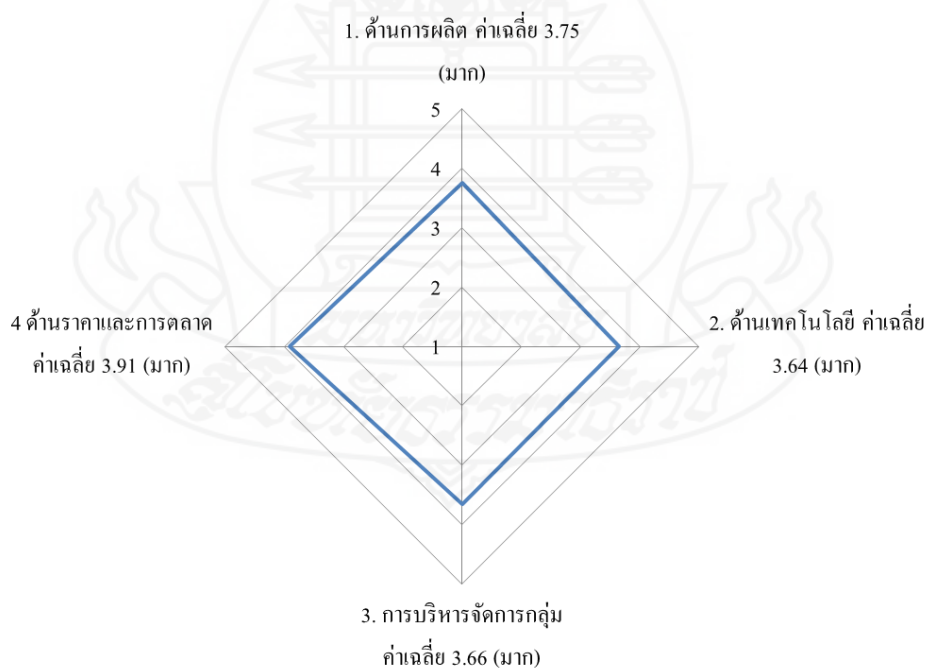 1. ด้านการผลิต ค่าเฉลี่ย 3.75
(มาก)
5
4
3
2
1
4 ด้านราคาและการตลาด
ค่าเฉลี่ย 3.91 (มาก)
2. ด้านเทคโนโลยี ค่าเฉลี่ย
3.64 (มาก)
3. การบริหารจัดการกลุ่ม
ค่าเฉลี่ย 3.66 (มาก)